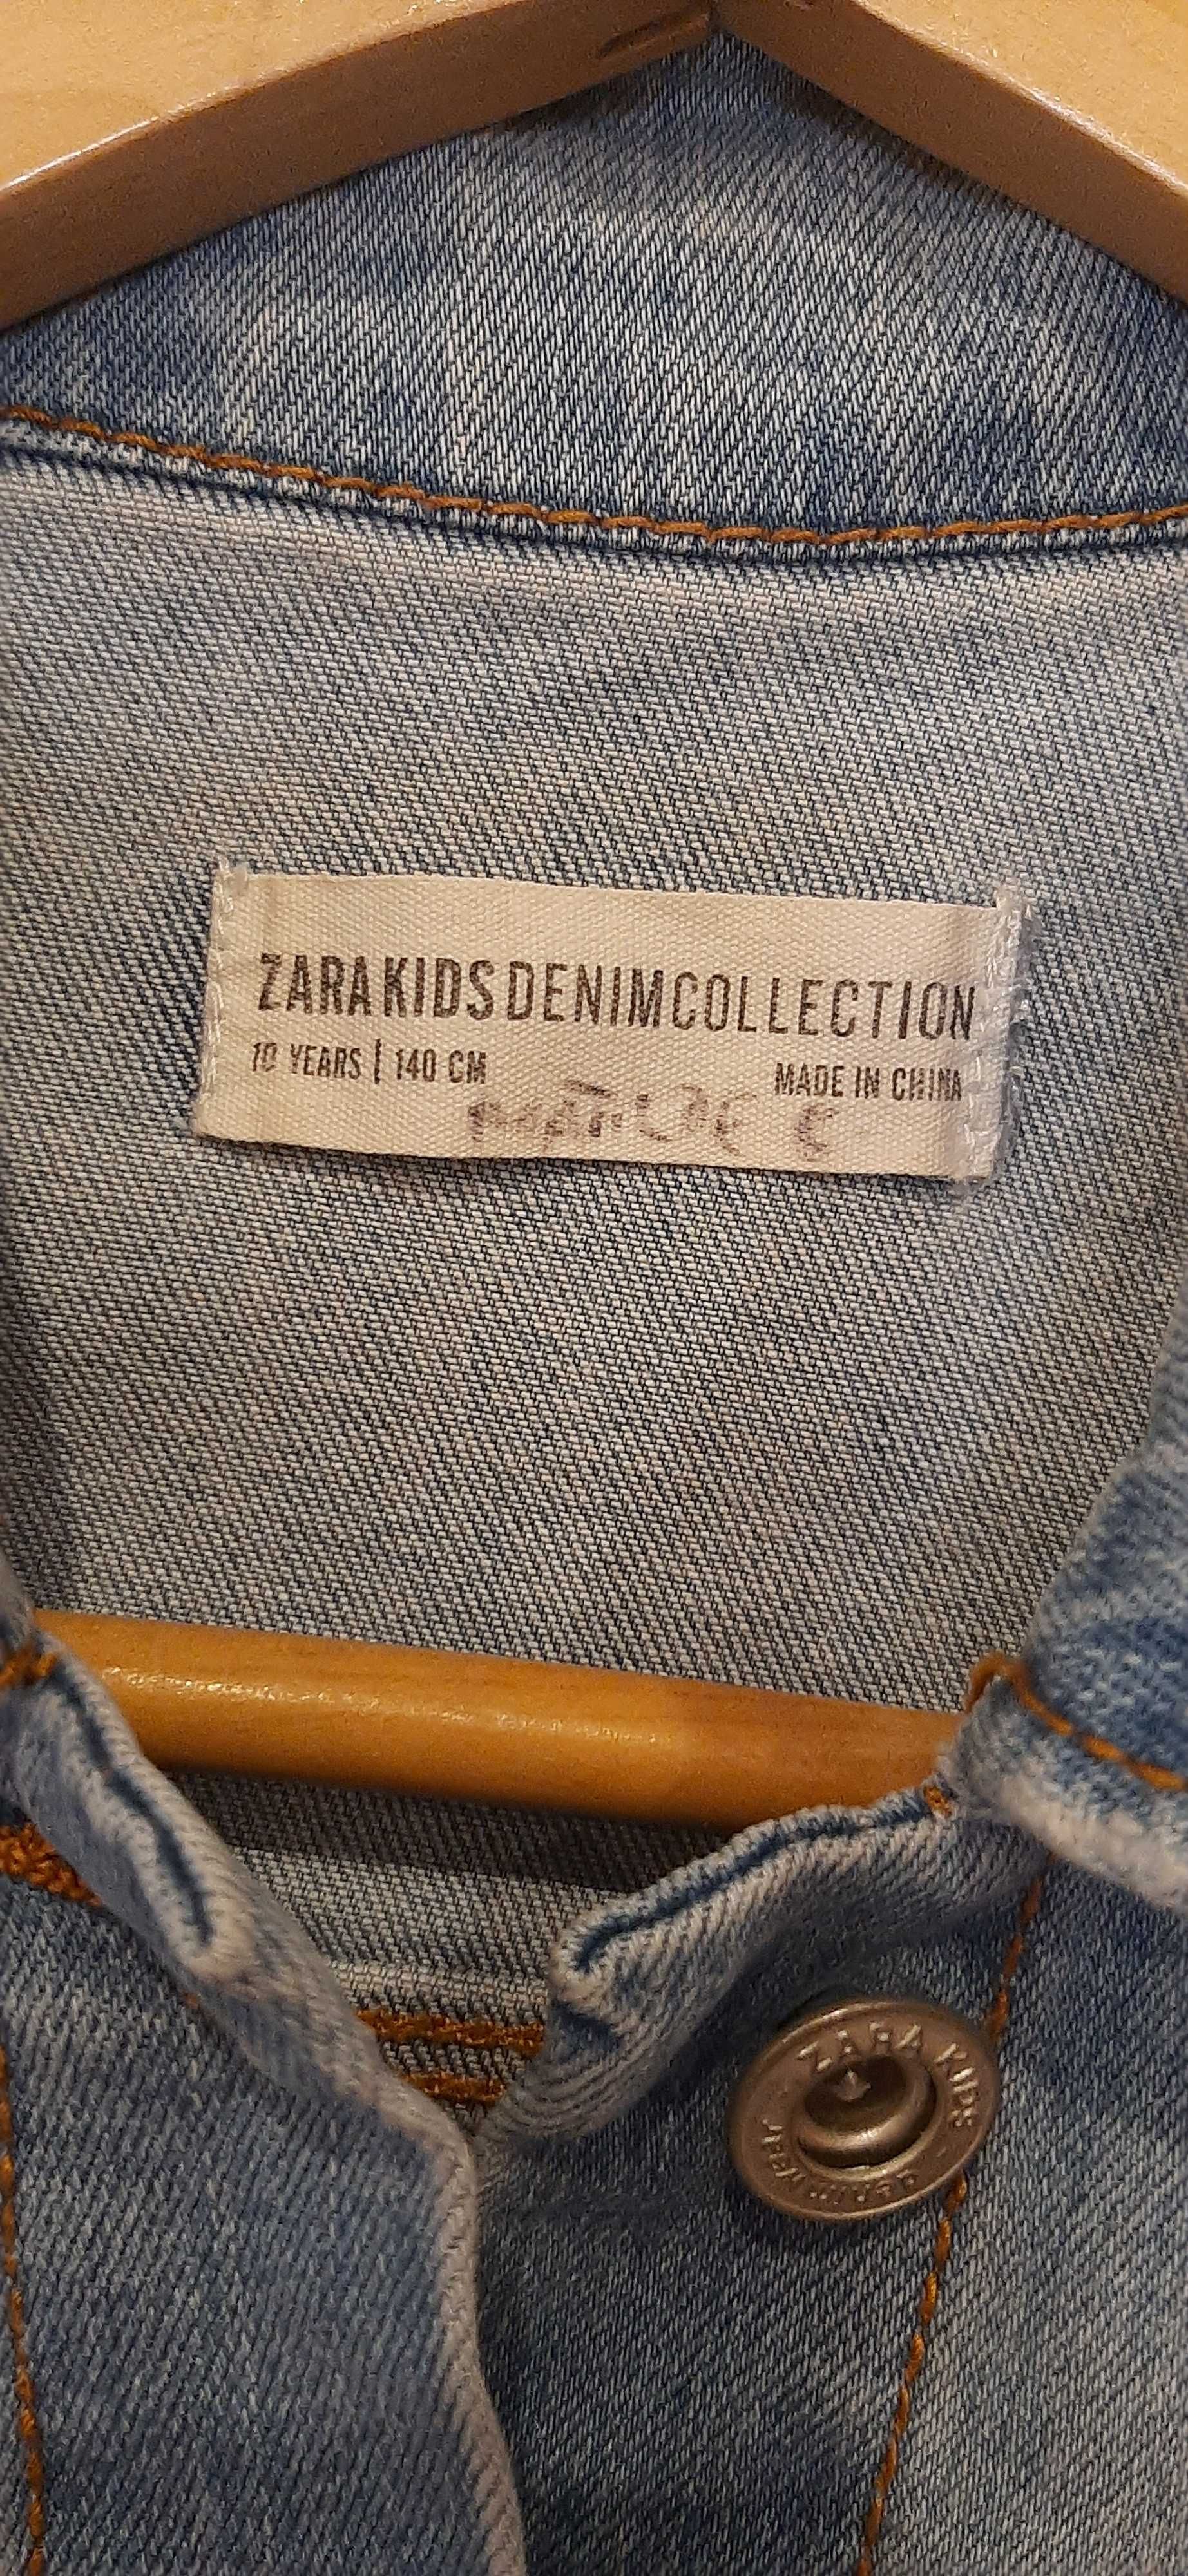 ZARA KIDS DENIM COLLECTION
10 YEARS | 140 CM MADE IN CHINA
ZARA KIDS